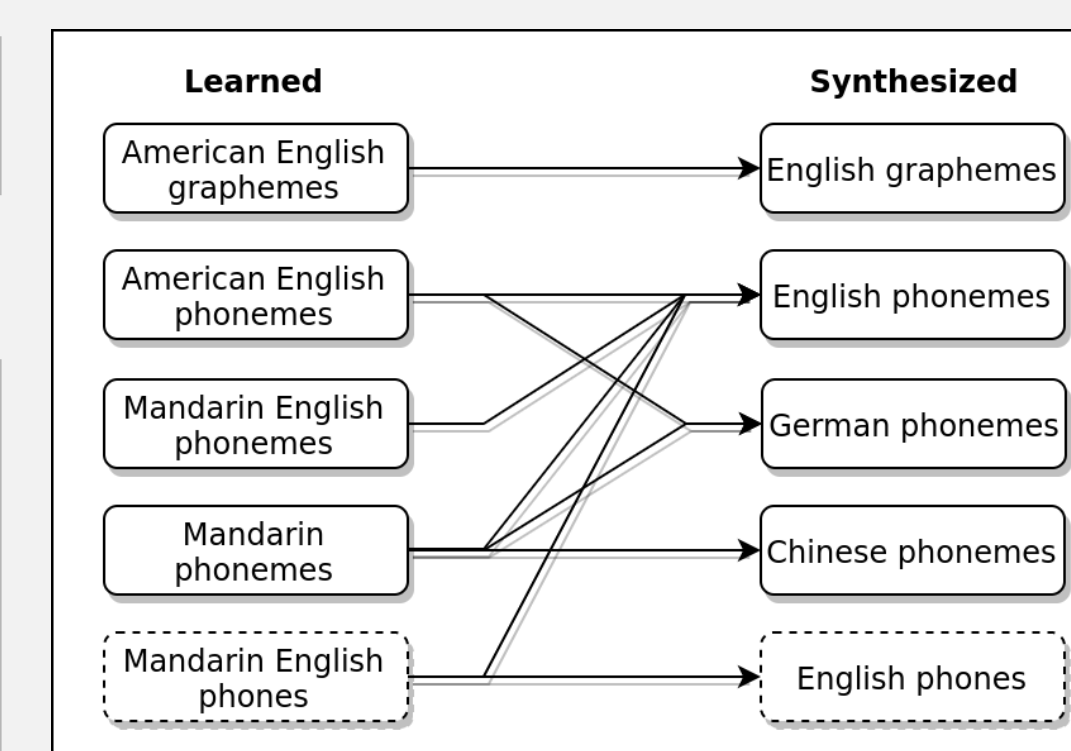 Learned
Synthesized
American English
graphemes
English graphemes
American English
phonemes
English phonemes
Mandarin English
phonemes
German phonemes
Mandarin
phonemes
Chinese phonemes
Mandarin English
phones
English phones